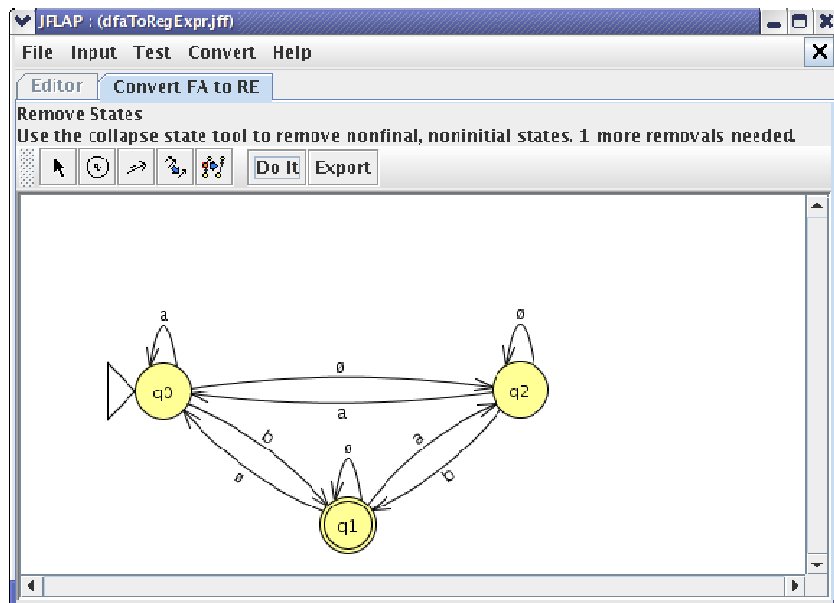 JFLAP : (dfaToRegExpr.jff)
File Input Test Convert Help
Editor Convert FA to RE
Remove States
Use the collapse state tool to remove nonfinal, noninitial states. 1 more removals needed.
Do It Export
a
ø
ø
q0
q2
a
b
a
ø
ø
b
q1